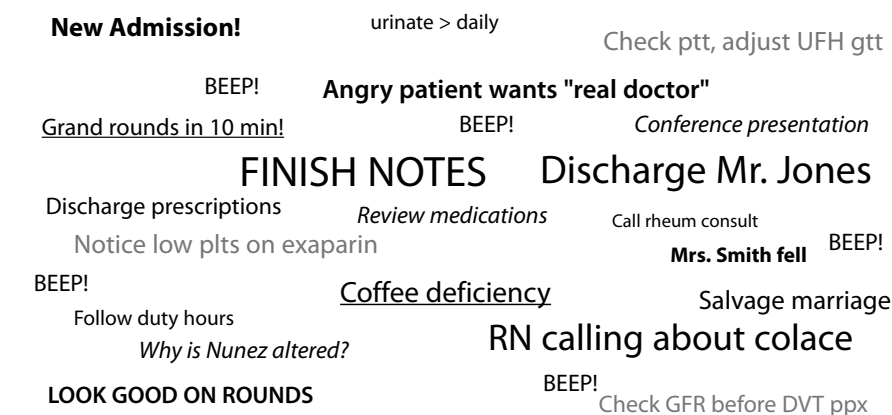 New Admission!
urinate > daily
Check ptt, adjust UFH gtt
BEEP!
Angry patient wants "real doctor"
Grand rounds in 10 min!
BEEP!
Conference presentation
FINISH NOTES
Discharge Mr. Jones
Discharge prescriptions
Review medications
Call rheum consult
Notice low plts on exaparin
Mrs. Smith fell
BEEP!
BEEP!
Coffee deficiency
Salvage marriage
Follow duty hours
RN calling about colace
Why is Nunez altered?
LOOK GOOD ON ROUNDS
BEEP!
Check GFR before DVT ppx